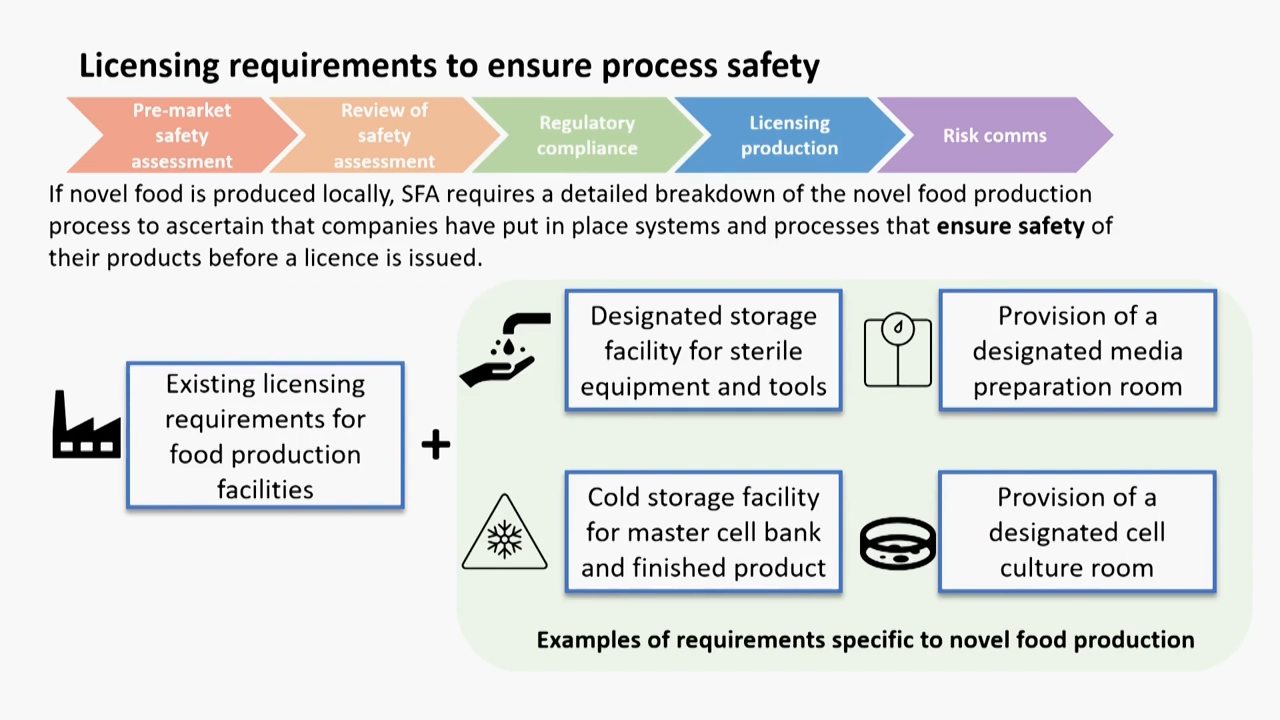 Licensing requirements to ensure process safety
Pre-market
safety
assessment
Review of
safety
assessment
Regulatory
compliance
Licensing
production
Risk comms
If novel food is produced locally, SFA requires a detailed breakdown of the novel food production
process to ascertain that companies have put in place systems and processes that ensure safety of
their products before a licence is issued.
Existing licensing
requirements for
food production
facilities
+
Designated storage
facility for sterile
equipment and tools
Provision of a
designated media
preparation room
Cold storage facility
for master cell bank
and finished product
Provision of a
designated cell
culture room
Examples of requirements specific to novel food production